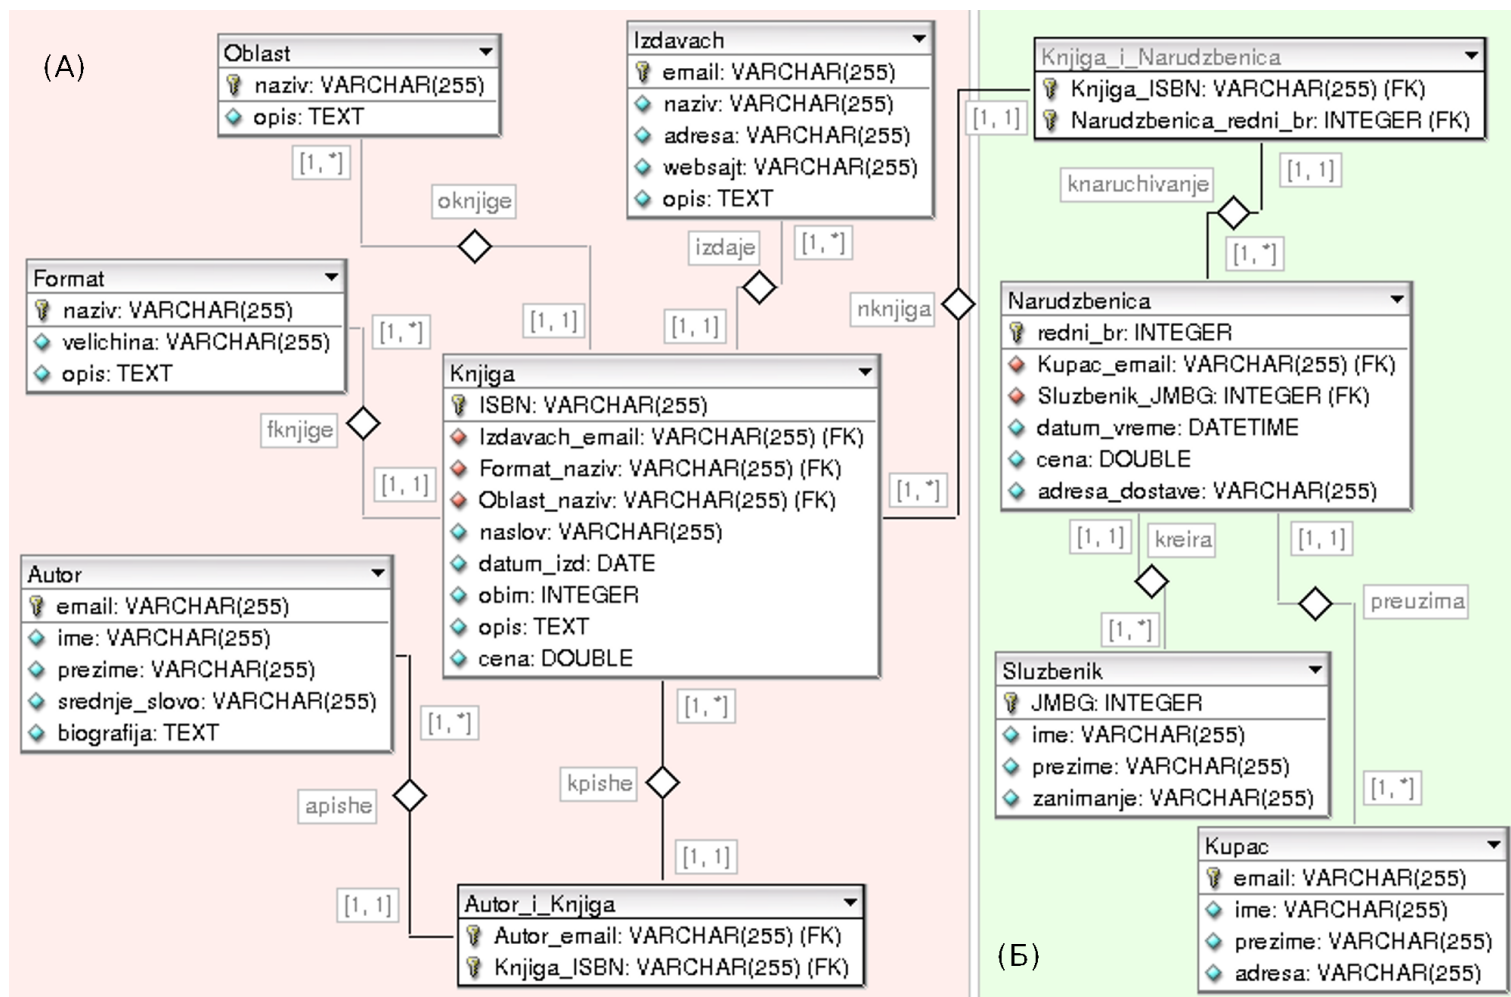 (А)
Oblast
naziv: VARCHAR(255)
opis: TEXT
[1, *]
oknjige
[1, 1]
Izdavach
email: VARCHAR(255)
naziv: VARCHAR(255)
adresa: VARCHAR(255)
websajt: VARCHAR(255)
opis: TEXT
izdaje
[1, *]
[1, 1]
Format
naziv: VARCHAR(255)
velichina: VARCHAR(255)
opis: TEXT
[1, *]
fknjige
[1, 1]
Knjiga
ISBN: VARCHAR(255)
Izdavach_email: VARCHAR(255) (FK)
Format_naziv: VARCHAR(255) (FK)
Oblast_naziv: VARCHAR(255) (FK)
naslov: VARCHAR(255)
datum_izd: DATE
obim: INTEGER
opis: TEXT
cena: DOUBLE
[1, *]
nknjiga
[1, 1]
Autor
email: VARCHAR(255)
ime: VARCHAR(255)
prezime: VARCHAR(255)
srednje_slovo: VARCHAR(255)
biografija: TEXT
[1, *]
apishe
[1, 1]
[1, *]
kpishe
[1, 1]
Autor_i_Knjiga
Autor_email: VARCHAR(255) (FK)
Knjiga_ISBN: VARCHAR(255) (FK)
Knjiga_i_Narudzbenica
Knjiga_ISBN: VARCHAR(255) (FK)
Narudzbenica_redni_br: INTEGER (FK)
knaruchivanje
[1, 1]
[1, *]
Narudzbenica
redni_br: INTEGER
Kupac_email: VARCHAR(255) (FK)
Sluzbenik_JMBG: INTEGER (FK)
datum_vreme: DATETIME
cena: DOUBLE
adresa_dostave: VARCHAR(255)
[1, 1]
kreira
[1, *]
[1, 1]
preuzima
[1, *]
Sluzbenik
JMBG: INTEGER
ime: VARCHAR(255)
prezime: VARCHAR(255)
zanimanje: VARCHAR(255)
Kupac
email: VARCHAR(255)
ime: VARCHAR(255)
prezime: VARCHAR(255)
adresa: VARCHAR(255)
(Б)